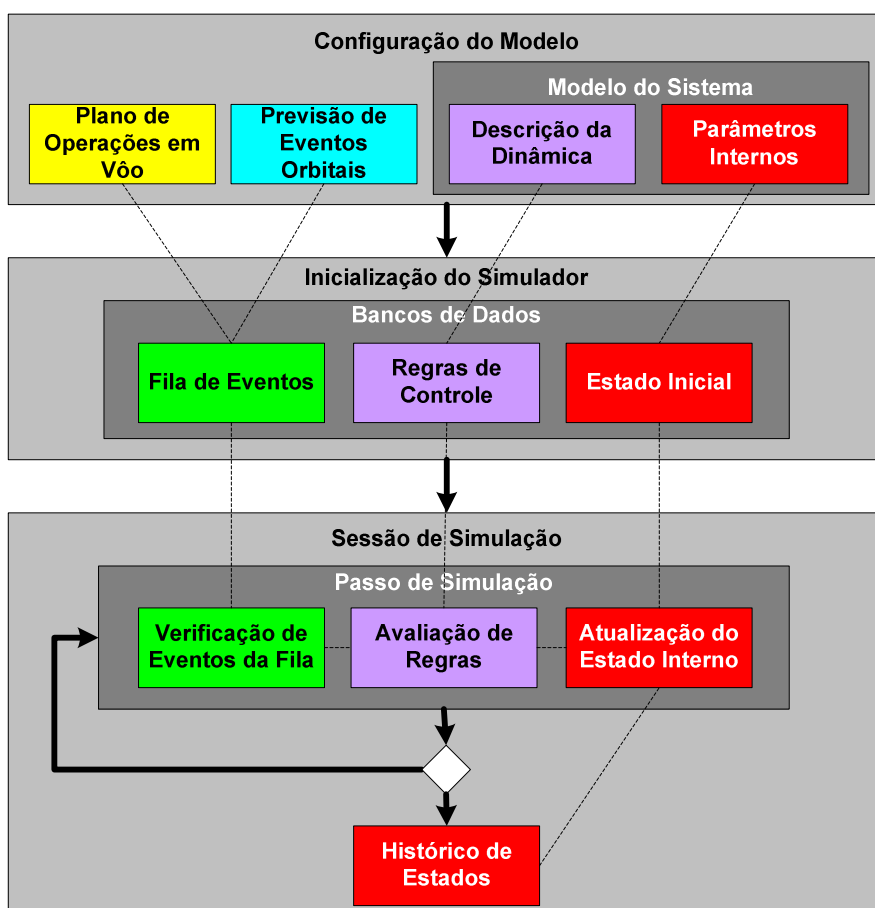 Configuração do Modelo
Modelo do Sistema
Plano de
Operações em
Vôo
Previsão de
Eventos
Orbitais
Descrição da
Dinâmica
Parâmetros
Internos
Inicialização do Simulador
Bancos de Dados
Fila de Eventos
Regras de
Controle
Estado Inicial
Sessão de Simulação
Passo de Simulação
Verificação de
Eventos da Fila
Avaliação de
Regras
Atualização do
Estado Interno
Histórico de
Estados